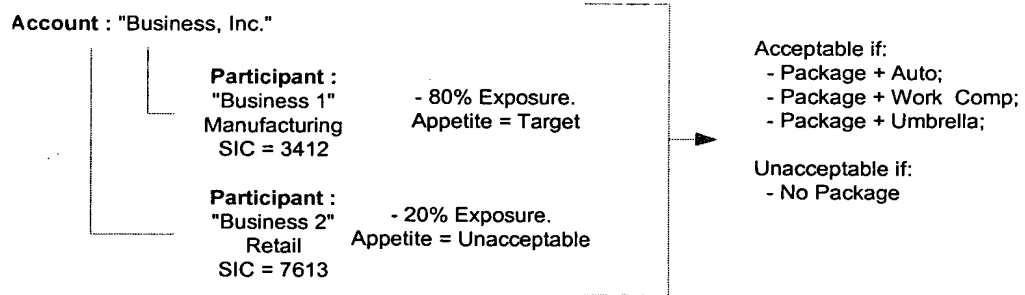 Account : "Business, Inc."
Participant :
"Business 1"
Manufacturing
SIC = 3412
- 80% Exposure.
Appetite = Target
Participant :
"Business 2"
Retail
SIC = 7613
- 20% Exposure.
Appetite = Unacceptable
Acceptable if:
- Package + Auto;
- Package + Work Comp;
- Package + Umbrella;
Unacceptable if:
- No Package